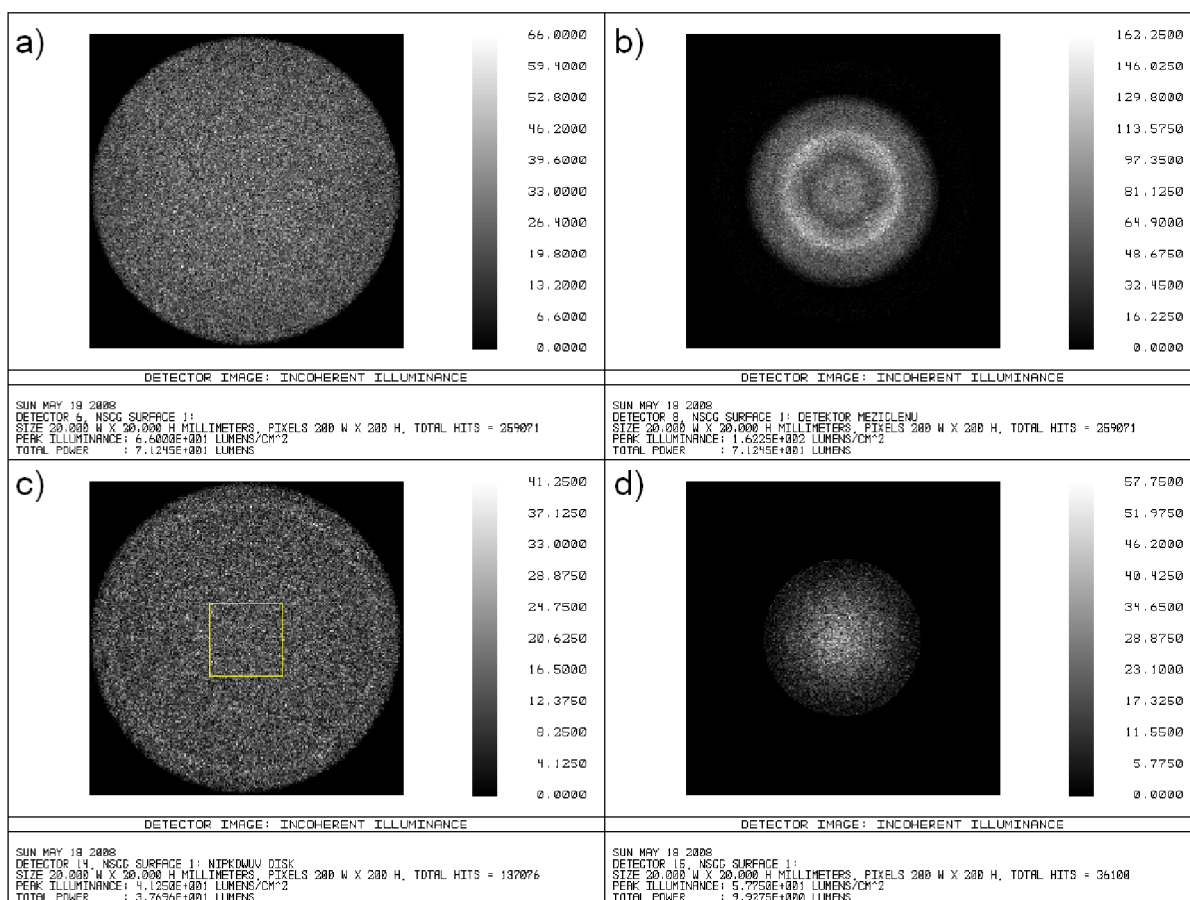 a)
66.0000
59.4000
52.8000
46.2000
39.6000
33.0000
26.4000
19.8000
13.2000
6.6000
0.0000
DETECTOR IMAGE: INCOHERENT ILLUMINANCE
SUN MAY 18 2008
DETECTOR 6, NSCG SURFACE 1:
SIZE 20.000 W X 20.000 H MILLIMETERS, PIXELS 200 W X 200 H, TOTAL HITS = 259071
PEAK ILLUMINANCE: 6.6000E+001 LUMENS/CM^2
TOTAL POWER : 7.1245E+001 LUMENS
b)
162.2500
146.0250
129.8000
113.5750
97.3500
81.1250
64.9000
48.6750
32.4500
16.2250
0.0000
DETECTOR IMAGE: INCOHERENT ILLUMINANCE
SUN MAY 18 2008
DETECTOR 8, NSCG SURFACE 1: DETEKTOR MEZICLENU
SIZE 20.000 W X 20.000 H MILLIMETERS, PIXELS 200 W X 200 H, TOTAL HITS = 259071
PEAK ILLUMINANCE: 1.6225E+002 LUMENS/CM^2
TOTAL POWER : 7.1245E+001 LUMENS
c)
41.2500
37.1250
33.0000
28.8750
24.7500
20.6250
16.5000
12.3750
8.2500
4.1250
0.0000
DETECTOR IMAGE: INCOHERENT ILLUMINANCE
SUN MAY 18 2008
DETECTOR 14, NSCG SURFACE 1: NIPKOWUV DISK
SIZE 20.000 W X 20.000 H MILLIMETERS, PIXELS 200 W X 200 H, TOTAL HITS = 137076
PEAK ILLUMINANCE: 4.1250E+001 LUMENS/CM^2
TOTAL POWER : 3.7696E+001 LUMENS
d)
57.7500
51.9750
46.2000
40.4250
34.6500
28.8750
23.1000
17.3250
11.5500
5.7750
0.0000
DETECTOR IMAGE: INCOHERENT ILLUMINANCE
SUN MAY 18 2008
DETECTOR 15, NSCG SURFACE 1:
SIZE 20.000 W X 20.000 H MILLIMETERS, PIXELS 200 W X 200 H, TOTAL HITS = 36100
PEAK ILLUMINANCE: 5.7750E+001 LUMENS/CM^2
TOTAL POWER : 9.9275E+000 LUMENS